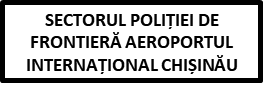 SECTORUL POLIȚIEI DE
FRONTIERĂ AEROPORTUL
INTERNAȚIONAL CHIȘINĂU